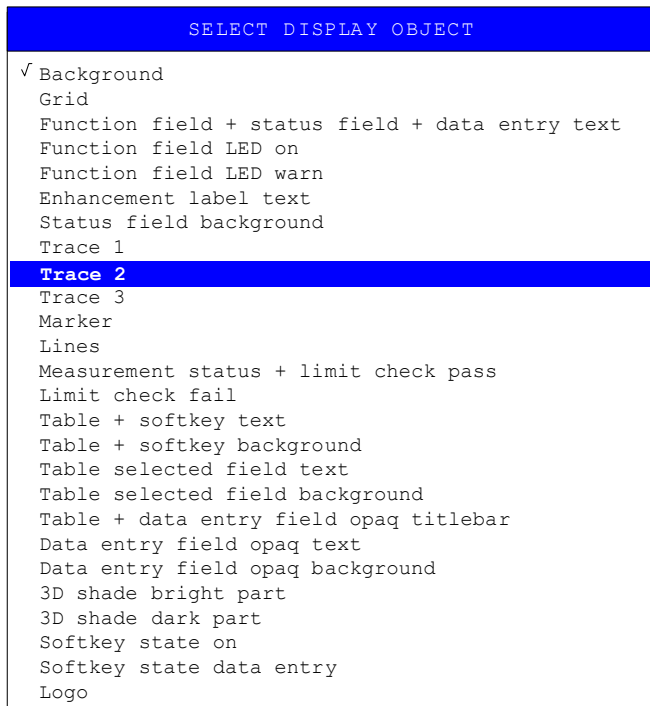 SELECT DISPLAY OBJECT
√ Background
Grid
Function field + status field + data entry text
Function field LED on
Function field LED warn
Enhancement label text
Status field background
Trace 1
Trace 2
Trace 3
Marker
Lines
Measurement status + limit check pass
Limit check fail
Table + softkey text
Table + softkey background
Table selected field text
Table selected field background
Table + data entry field opaq titlebar
Data entry field opaq text
Data entry field opaq background
3D shade bright part
3D shade dark part
Softkey state on
Softkey state data entry
Logo